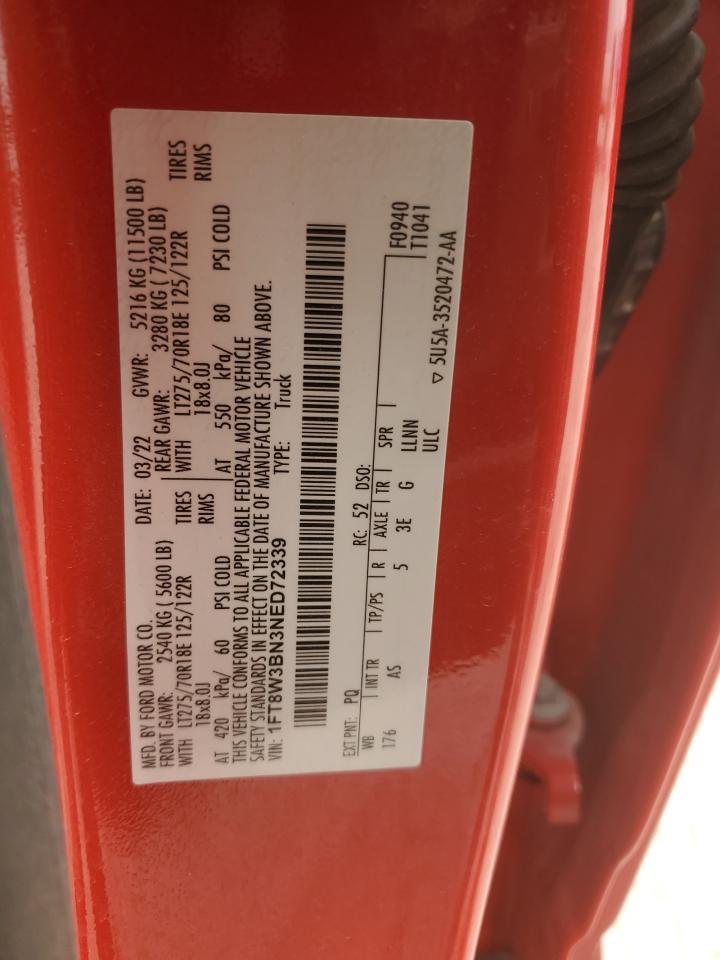 MFD. BY FORD MOTOR CO.
DATE: 03/22 GVWR: 5216 KG (11500 LB)
FRONT GAWR: 2540 KG ( 5600 LB) REAR GAWR: 3280 KG ( 7230 LB)
WITH LT275/70R18E 125/122R TIRES WITH LT275/70R18E 125/122R TIRES
18x8.0J RIMS 18x8.0J RIMS
AT 420 kPa/ 60 PSI COLD AT 550 kPa/ 80 PSI COLD
THIS VEHICLE CONFORMS TO ALL APPLICABLE FEDERAL MOTOR VEHICLE
SAFETY STANDARDS IN EFFECT ON THE DATE OF MANUFACTURE SHOWN ABOVE.
VIN: 1FT8W3BN3NED72339 TYPE: Truck
EXT PNT: PQ RC: 52 DSO:
WB INT TR TP/PS R AXLE TR SPR F0940
176 AS 5 3E G LLNN T1041
ULC
▽ 5U5A-3520472-AA